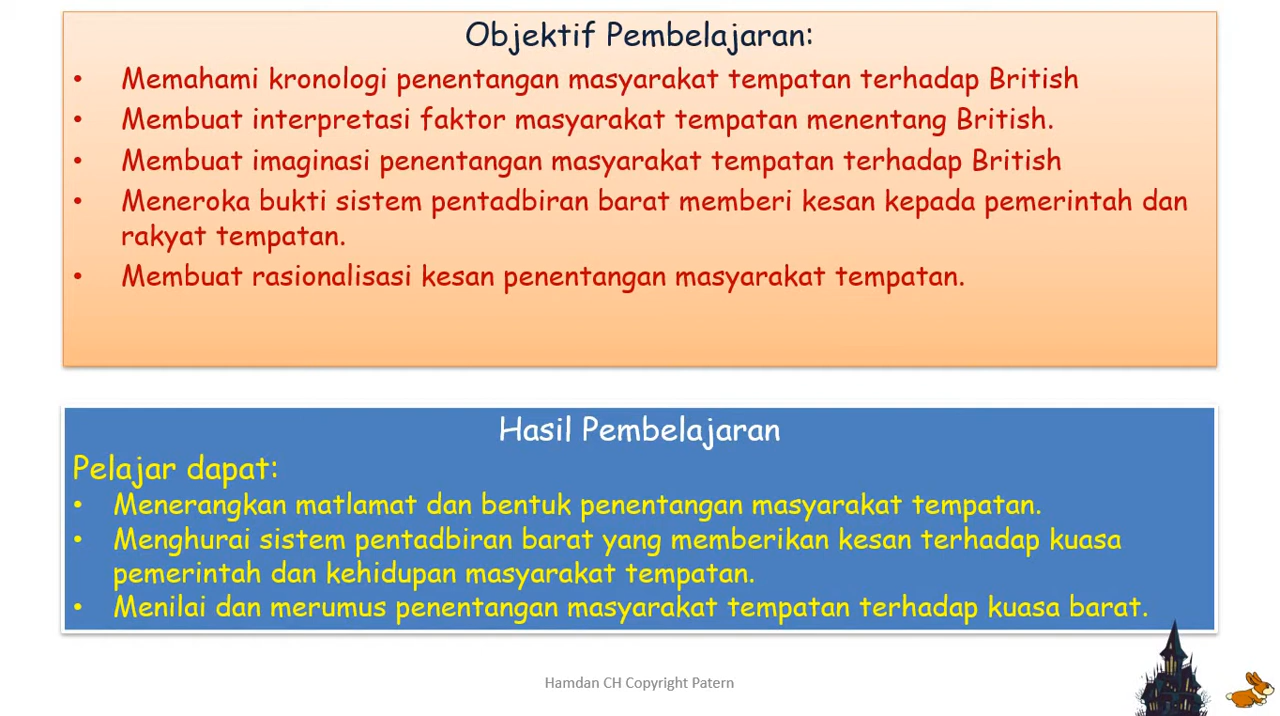 Objektif Pembelajaran:
• Memahami kronologi penentangan masyarakat tempatan terhadap British
• Membuat interpretasi faktor masyarakat tempatan menentang British.
• Membuat imaginasi penentangan masyarakat tempatan terhadap British
• Meneroka bukti sistem pentadbiran barat memberi kesan kepada pemerintah dan
rakyat tempatan.
• Membuat rasionalisasi kesan penentangan masyarakat tempatan.
Hasil Pembelajaran
Pelajar dapat:
• Menerangkan matlamat dan bentuk penentangan masyarakat tempatan.
• Menghurai sistem pentadbiran barat yang memberikan kesan terhadap kuasa
pemerintah dan kehidupan masyarakat tempatan.
• Menilai dan merumus penentangan masyarakat tempatan terhadap kuasa barat.
Hamdan CH Copyright Patern